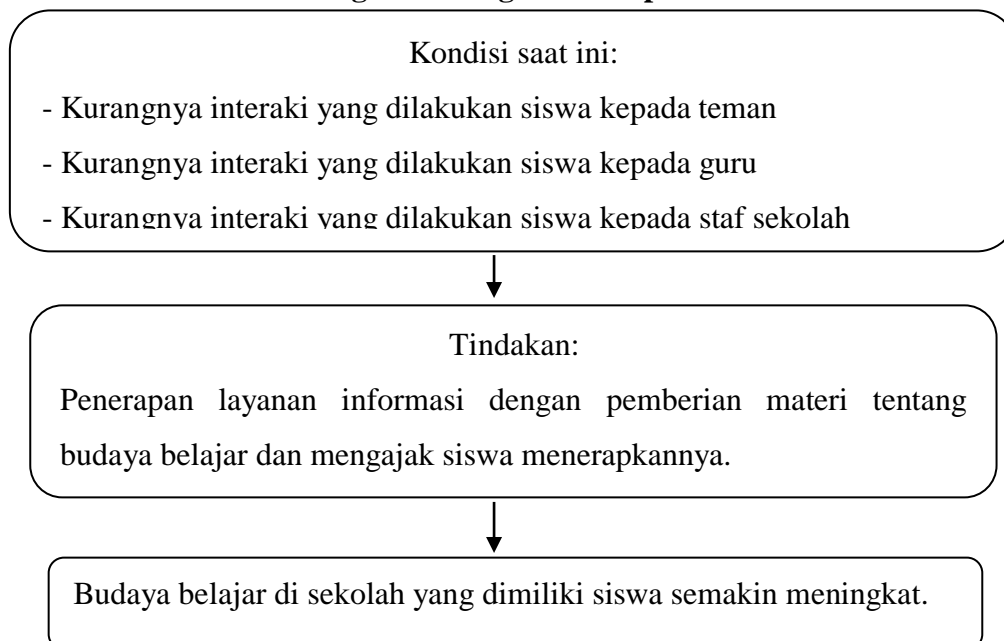 Kondisi saat ini:
- Kurangnya interaki yang dilakukan siswa kepada teman
- Kurangnya interaki yang dilakukan siswa kepada guru
- Kurangnya interaki yang dilakukan siswa kepada staf sekolah
Tindakan:
Penerapan layanan informasi dengan pemberian materi tentang
budaya belajar dan mengajak siswa menerapkannya.
Budaya belajar di sekolah yang dimiliki siswa semakin meningkat.